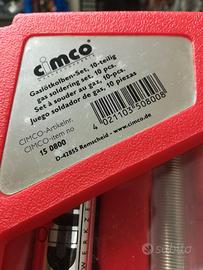 cimco
Gaslötkolben-Set, 10-teilig
gas soldering set, 10 pcs.
Set à souder au gaz, 10-pcs.
Juego soldador de gas, 10 piezas
CIMCO-Artikelnr.
CIMCO-item no
15 0800
4 021103 508008
www.cimco.de
D-42855 Remscheid
WERKZ
subito